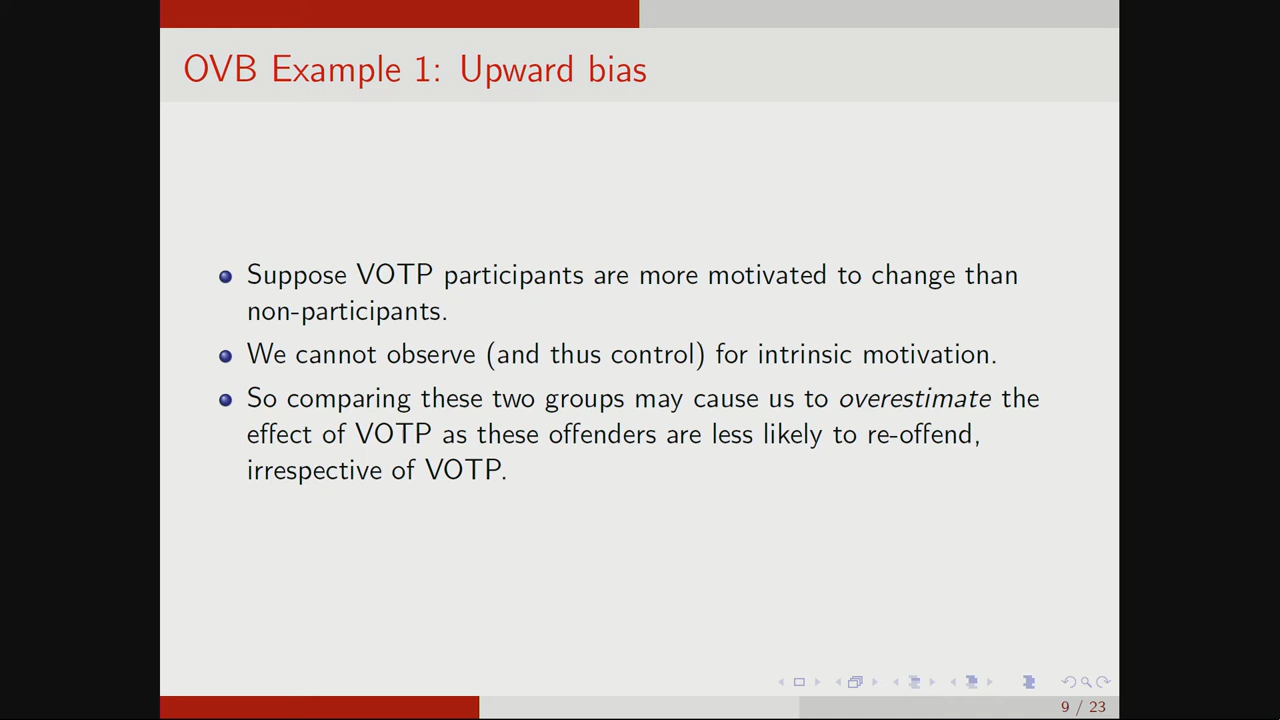 OVB Example 1: Upward bias
Suppose VOTP participants are more motivated to change than
non-participants.
We cannot observe (and thus control) for intrinsic motivation.
So comparing these two groups may cause us to overestimate the
effect of VOTP as these offenders are less likely to re-offend,
irrespective of VOTP.
9 / 23